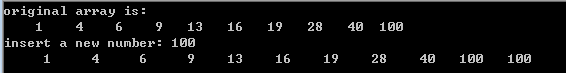 original array is:
1 4 6 9 13 16 19 28 40 100
insert a new number: 100
1 4 6 9 13 16 19 28 40 100 100